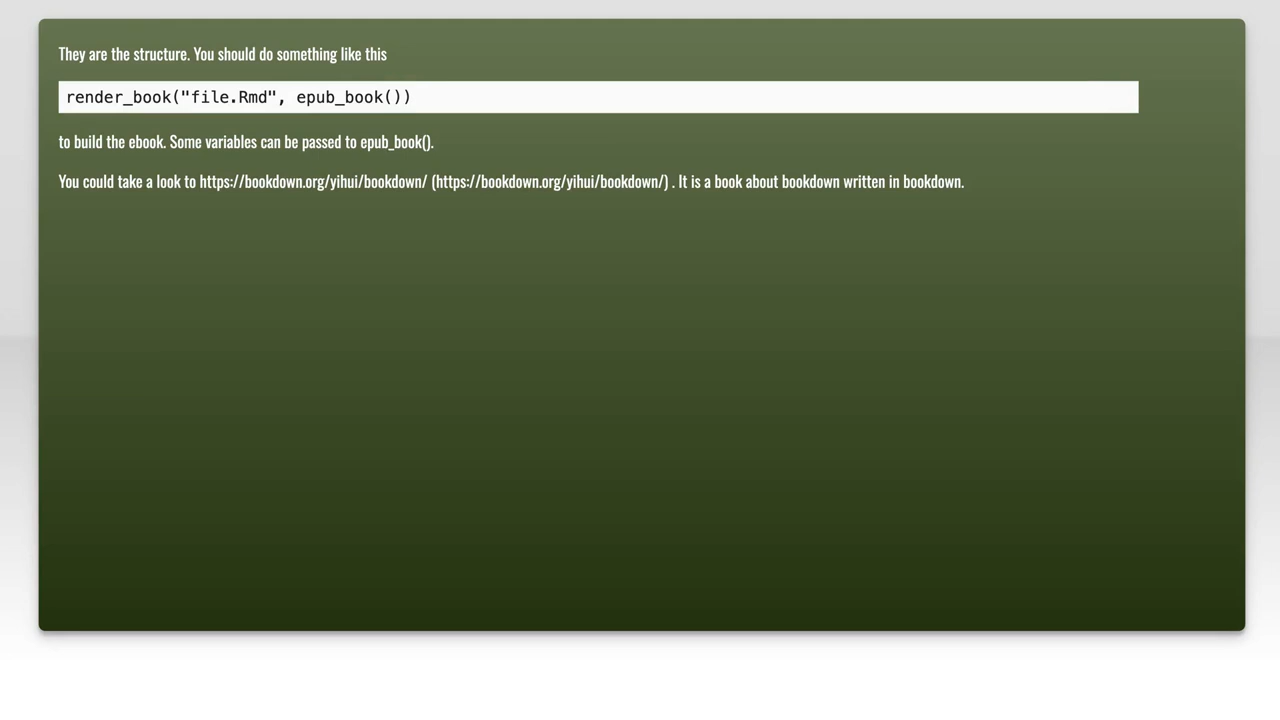 They are the structure. You should do something like this
render_book("file.Rmd", epub_book())
to build the ebook. Some variables can be passed to epub_book().
You could take a look to https://bookdown.org/yihui/bookdown/ (https://bookdown.org/yihui/bookdown/) . It is a book about bookdown written in bookdown.